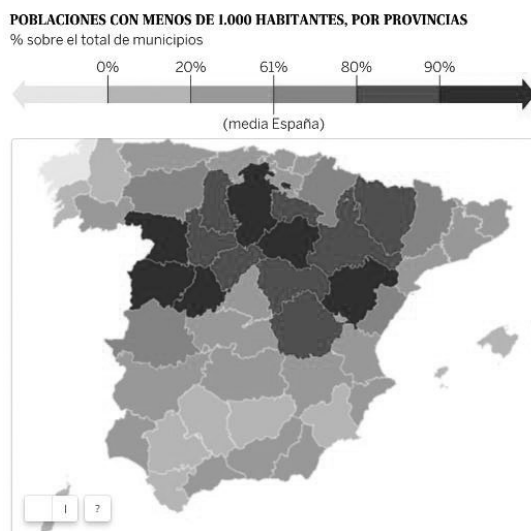 POBLACIONES CON MENOS DE 1.000 HABITANTES, POR PROVINCIAS
% sobre el total de municipios
0% 20% 61% 80% 90%
(media España)
I ?